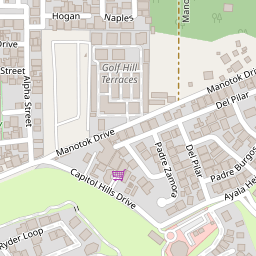 Hogan
Naples
Mano
Drive
Golf Hill
Terraces
Street
Alpha Street
Manotok
Del Pilar
Manotok Drive
Del Pilar
Padre Zamora
Padre Burgos
Capitol Hills Drive
Ayala He
Ryder Loop